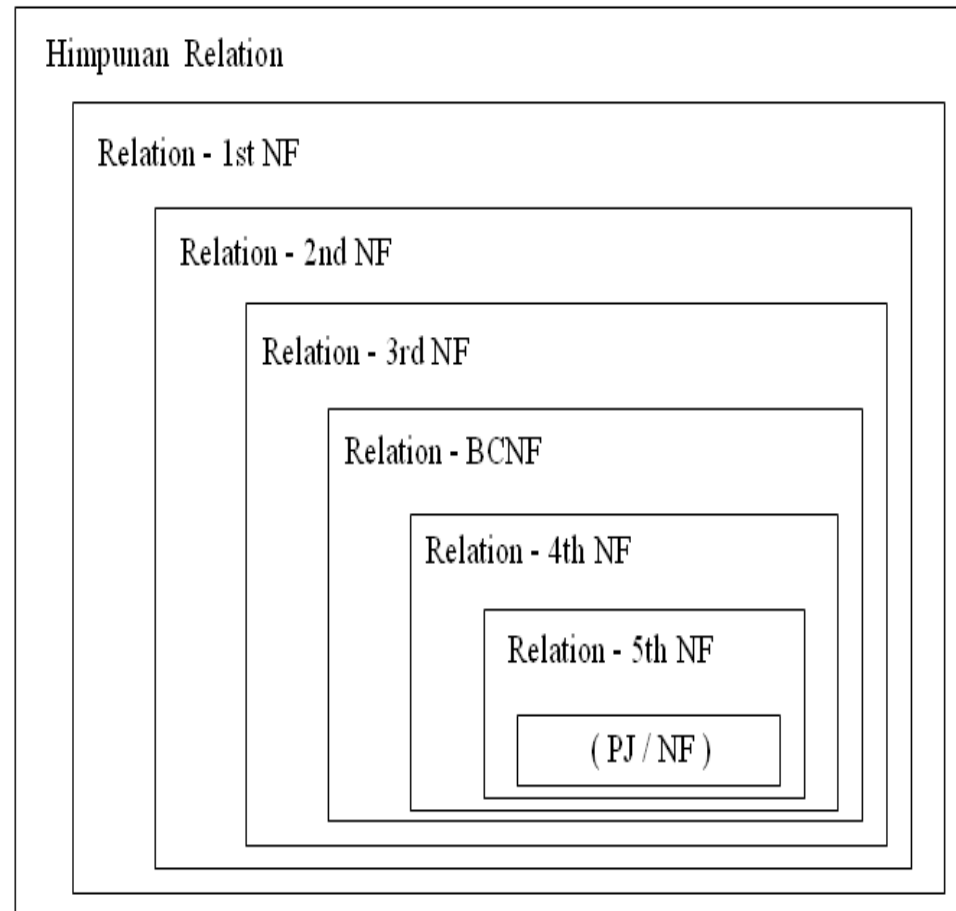 Himpunan Relation
Relation - 1st NF
Relation - 2nd NF
Relation - 3rd NF
Relation - BCNF
Relation - 4th NF
Relation - 5th NF
( PJ / NF )